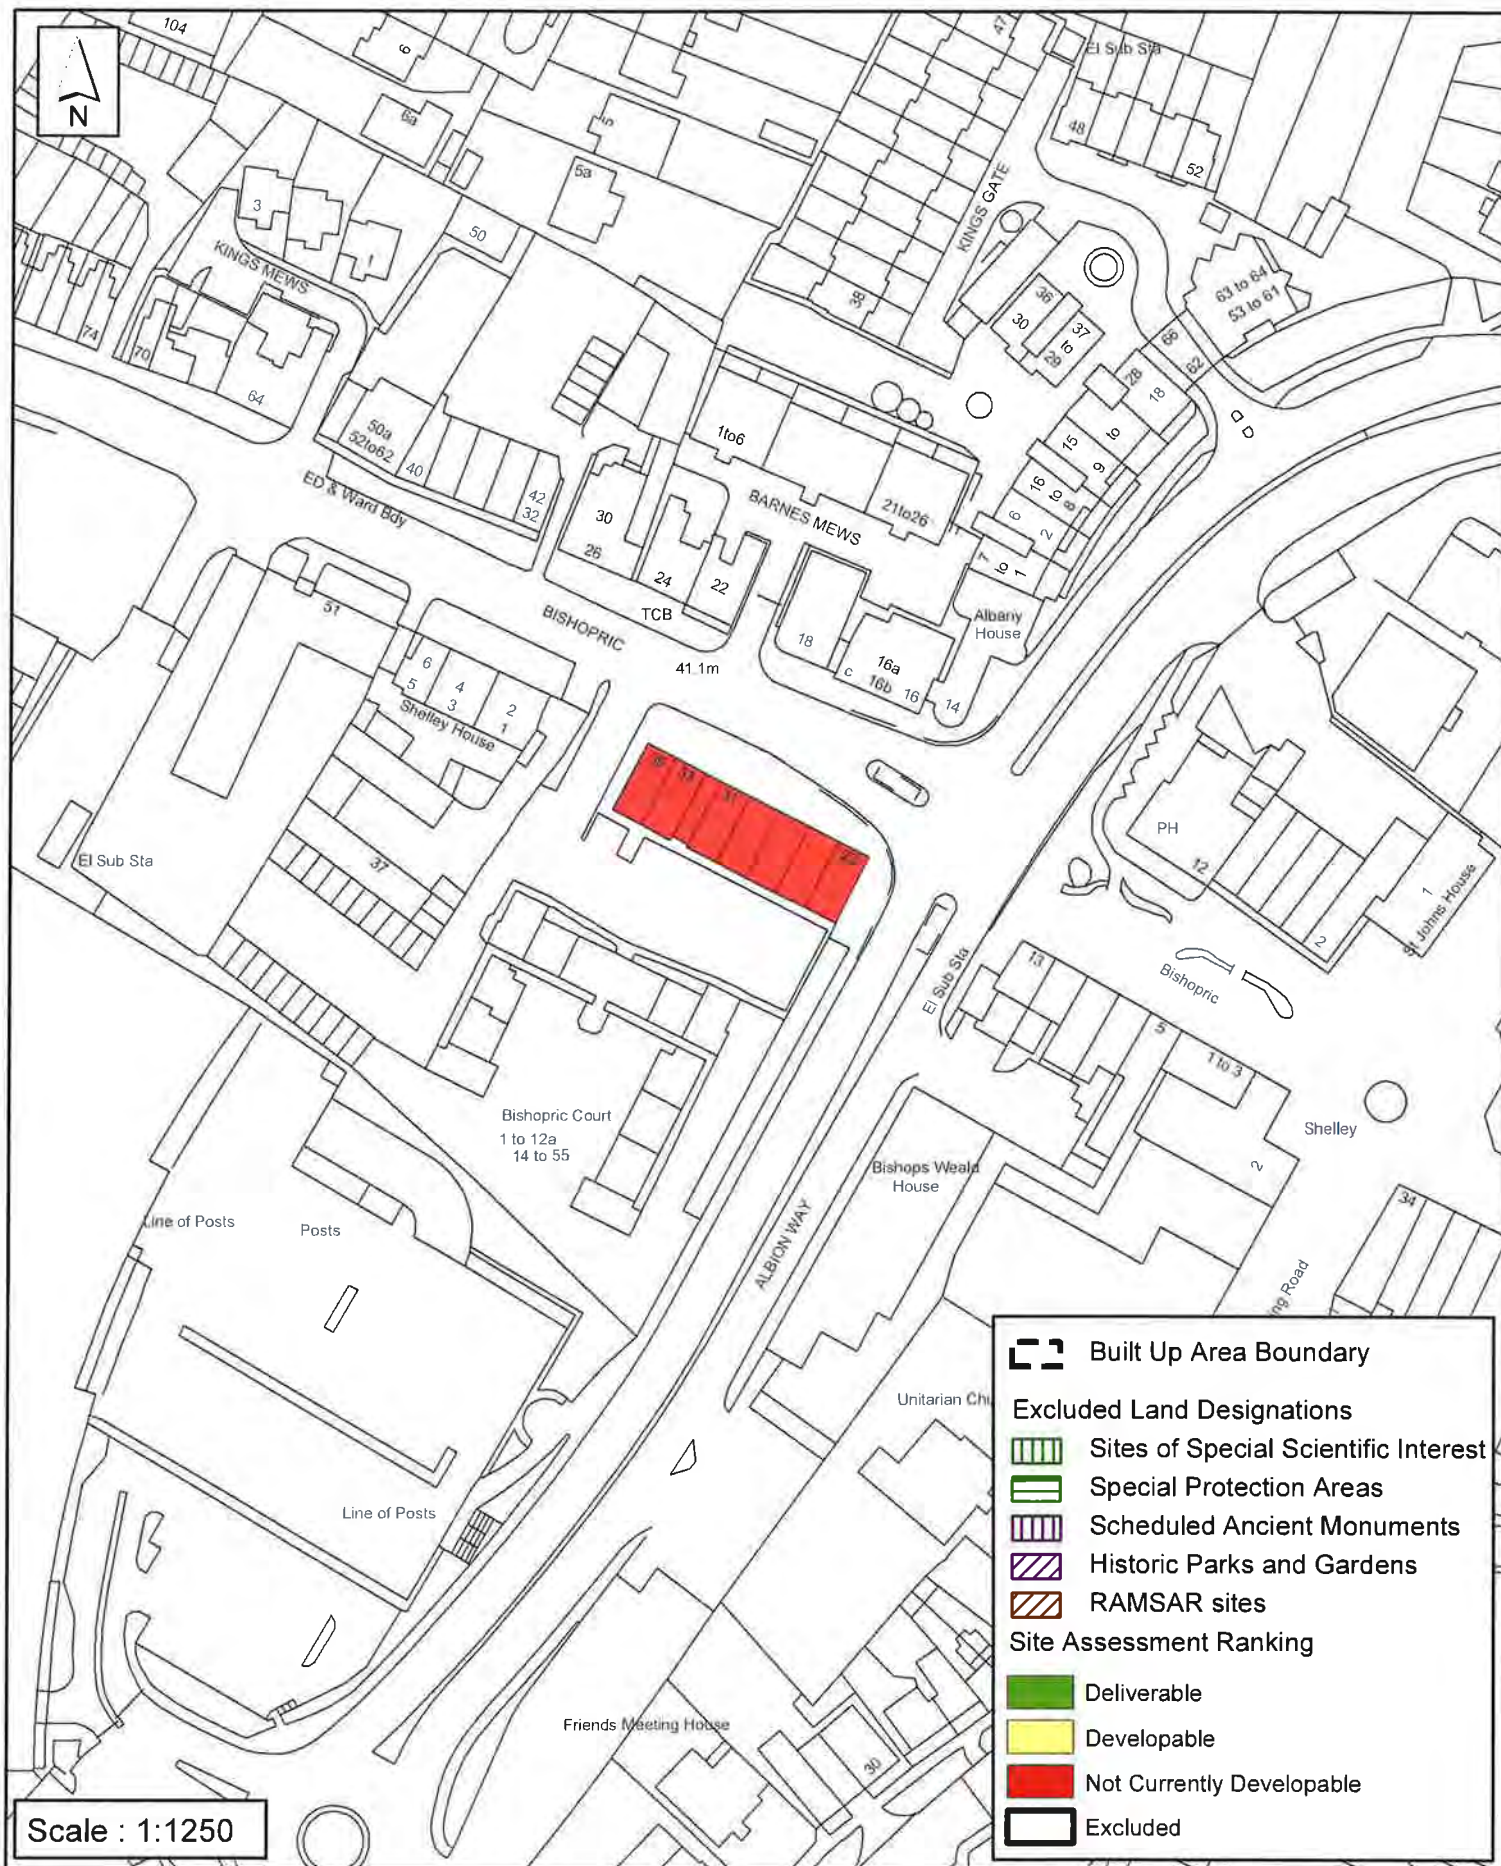 104
6
47
El Sub Sta
N
6a
5a
48
52
3
1
50
KINGS MEWS
KINGS GATE
38
63 to 64
53 to 61
74
70
64
36
30
37
to
29
66
62
28
18
50a
52to62
40
42
32
ED & Ward Bdy
1to6
21to26
BARNES MEWS
15
to
9
16
to
8
6
2
7
to
1
30
26
24
22
TCB
BISHOPRIC
41.1m
18
c
16a
16b
16
14
Albany
House
51
6
5
4
3
2
1
Shelley House
33
31
El Sub Sta
37
PH
12
2
1
St Johns House
El Sub Sta
13
5
1 to 3
Bishopric
Bishopric Court
1 to 12a
14 to 55
Shelley
2
34
Bishops Weald
House
ALBION WAY
Line of Posts
Posts
ing Road
Unitarian Chu
Line of Posts
Friends Meeting House
30
Built Up Area Boundary
Excluded Land Designations
Sites of Special Scientific Interest
Special Protection Areas
Scheduled Ancient Monuments
Historic Parks and Gardens
RAMSAR sites
Site Assessment Ranking
Deliverable
Developable
Not Currently Developable
Excluded
Scale : 1:1250